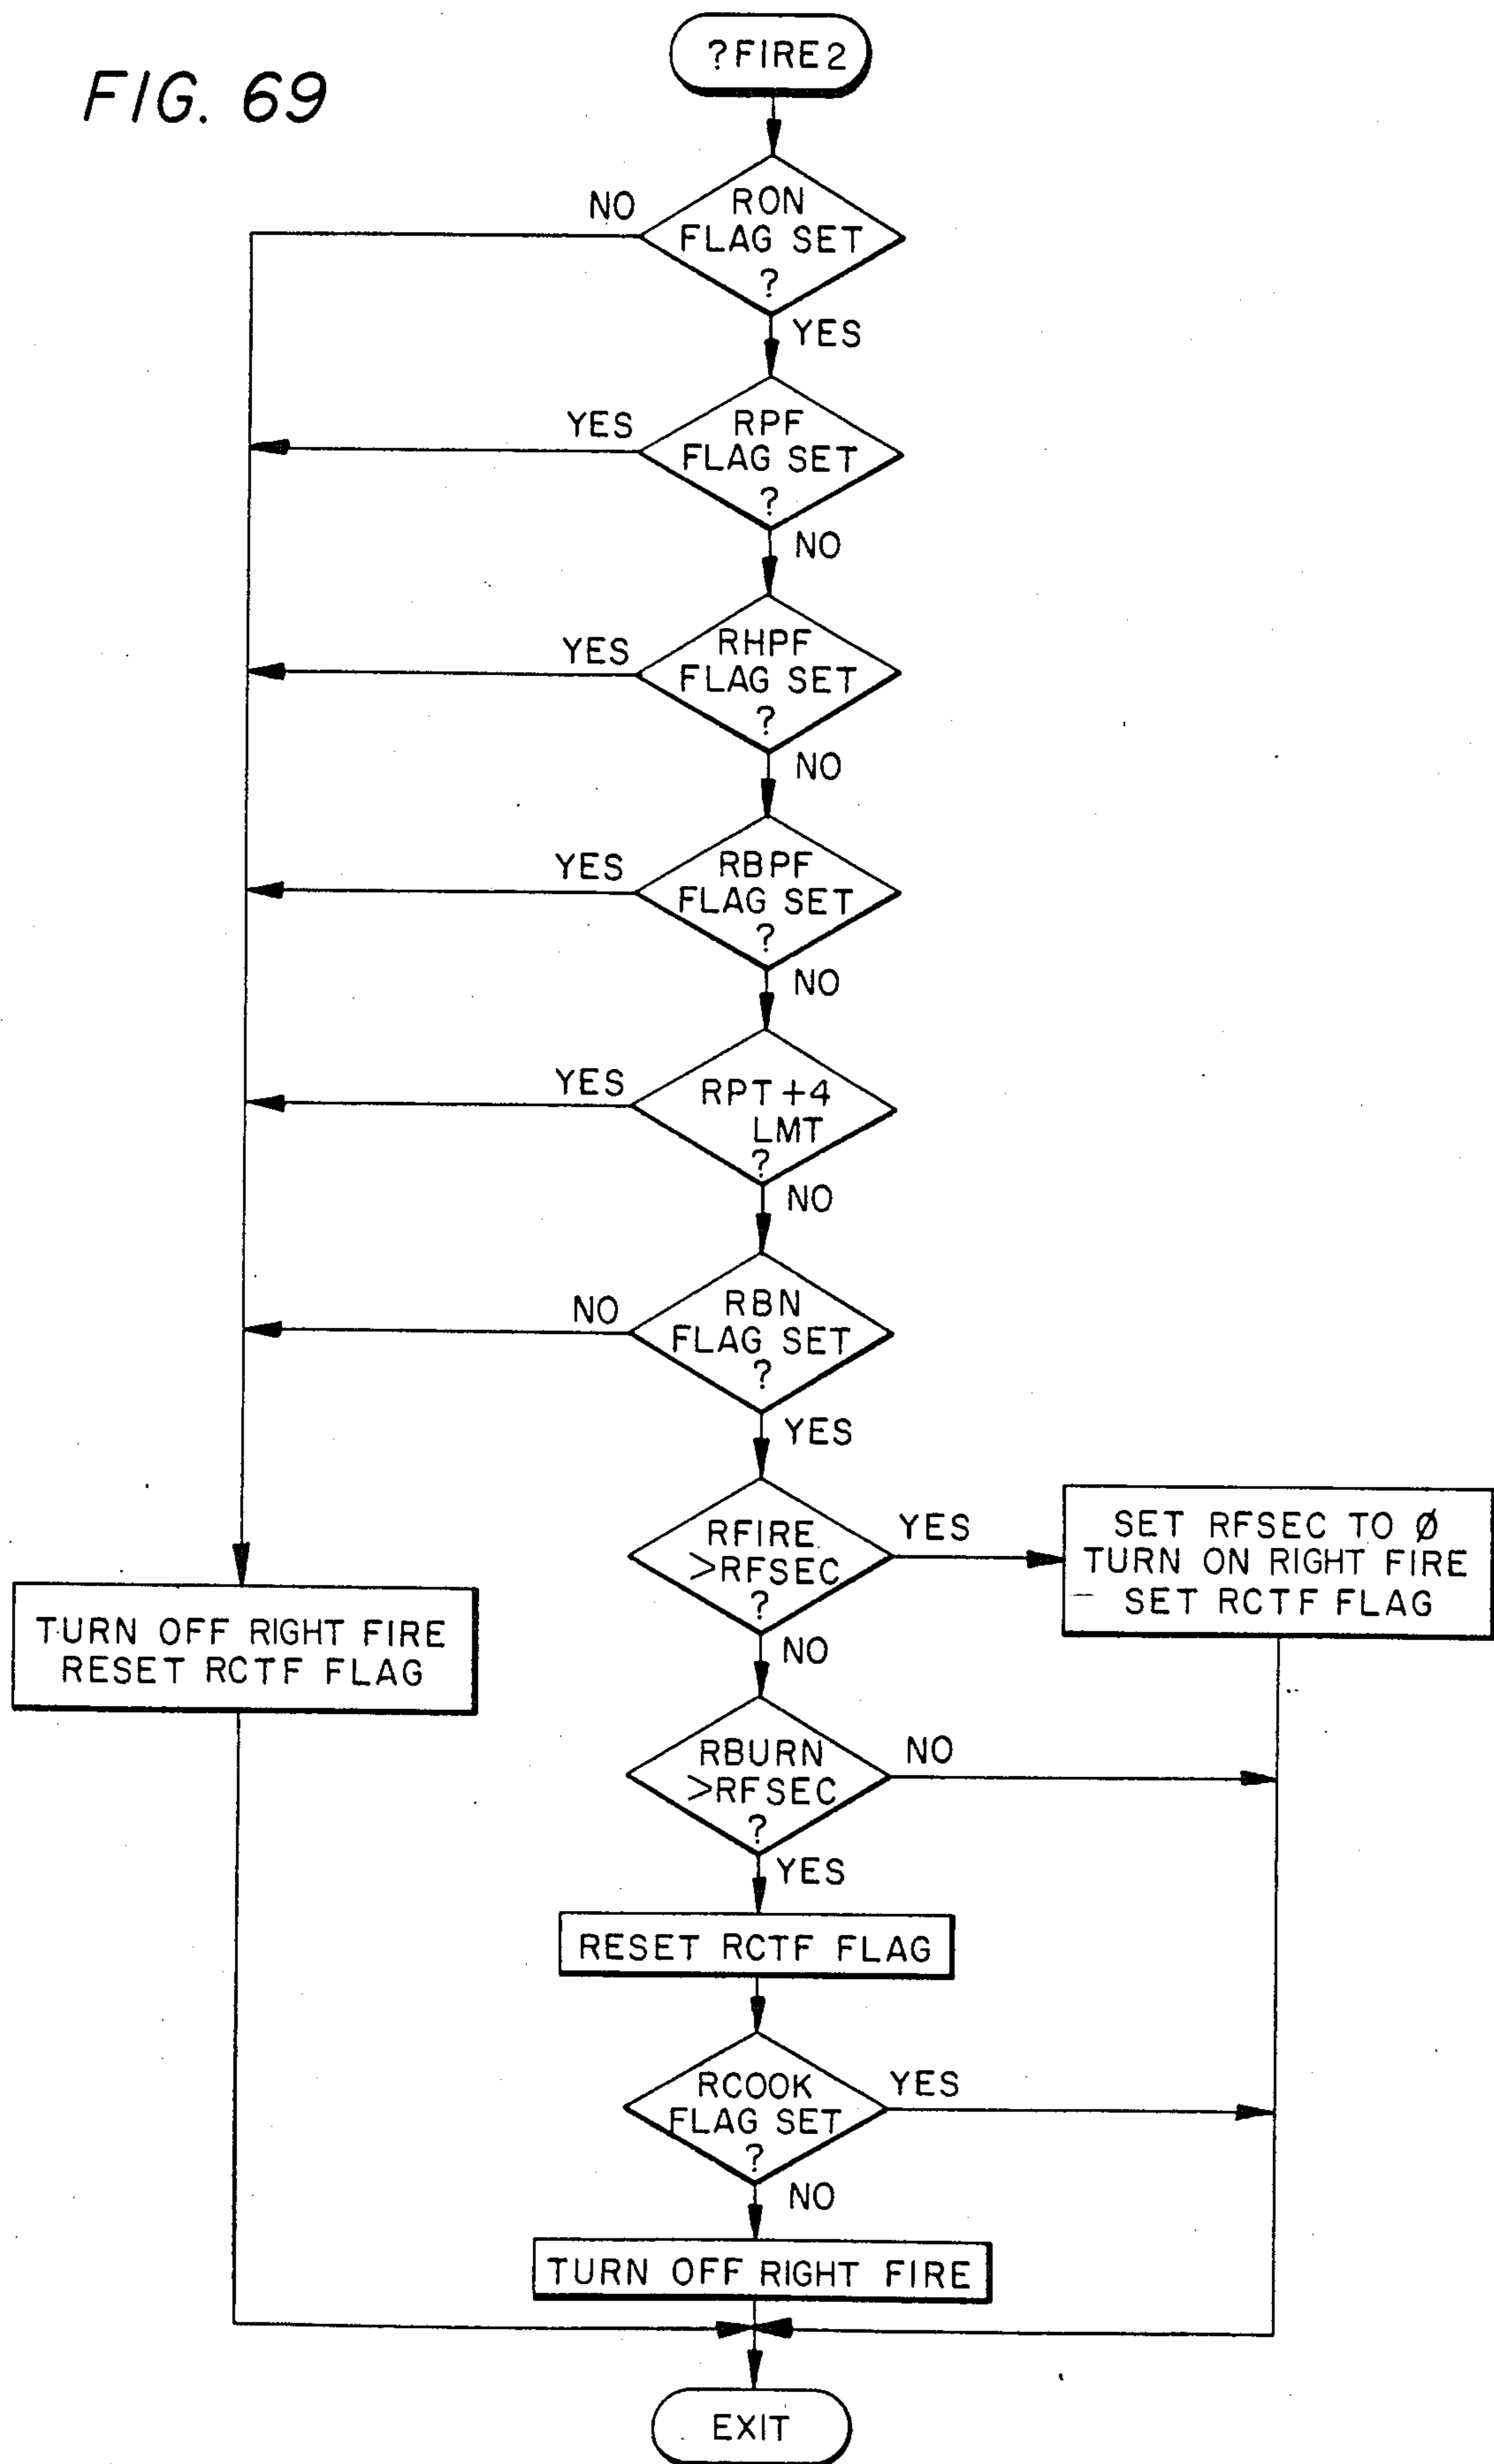 FIG. 69
?FIRE2
RON
FLAG SET
?
NO
YES
RPF
FLAG SET
?
YES
NO
RHPF
FLAG SET
?
YES
NO
RBPF
FLAG SET
?
YES
NO
RPT +4
LMT
?
YES
NO
RBN
FLAG SET
?
NO
YES
RFIRE
>RFSEC
?
YES
SET RFSEC TO Ø
TURN ON RIGHT FIRE
SET RCTF FLAG
TURN OFF RIGHT FIRE
RESET RCTF FLAG
NO
RBURN
>RFSEC
?
NO
YES
RESET RCTF FLAG
RCOOK
FLAG SET
?
YES
NO
TURN OFF RIGHT FIRE
EXIT